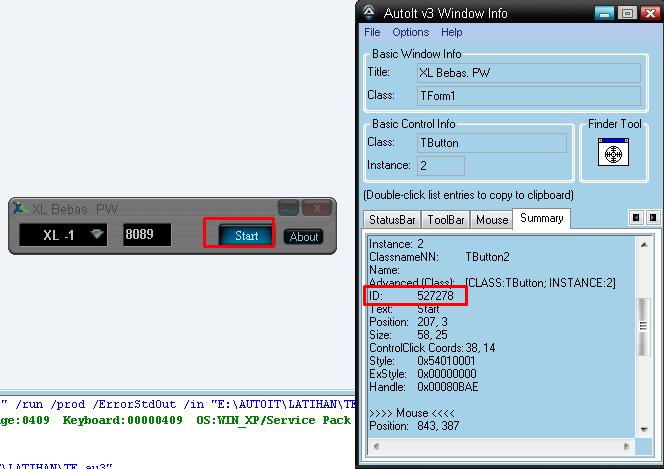 AutoIt v3 Window Info
File Options Help
Basic Window Info
Title: XL Bebas. PW
Class: TForm1
Basic Control Info
Class: TButton
Instance: 2
Finder Tool
(Double-click list entries to copy to clipboard)
StatusBar ToolBar Mouse Summary
Instance: 2
ClassnameNN: TButton2
Name:
Advanced (Class): [CLASS:TButton; INSTANCE:2]
ID: 527278
Text: Start
Position: 207, 3
Size: 58, 25
ControlClick Coords: 38, 14
Style: 0x54010001
ExStyle: 0x00000000
Handle: 0x00080BAE
>>>> Mouse <<<<
Position: 843, 387
XL Bebas. PW
XL -1 8089 Start About
" /run /prod /ErrorStdOut /in "E:\AUTOIT\LATIHAN\TE
ge:0409 Keyboard:00000409 OS:WIN_XP/Service Pack
\LATIHAN\TE.au3"